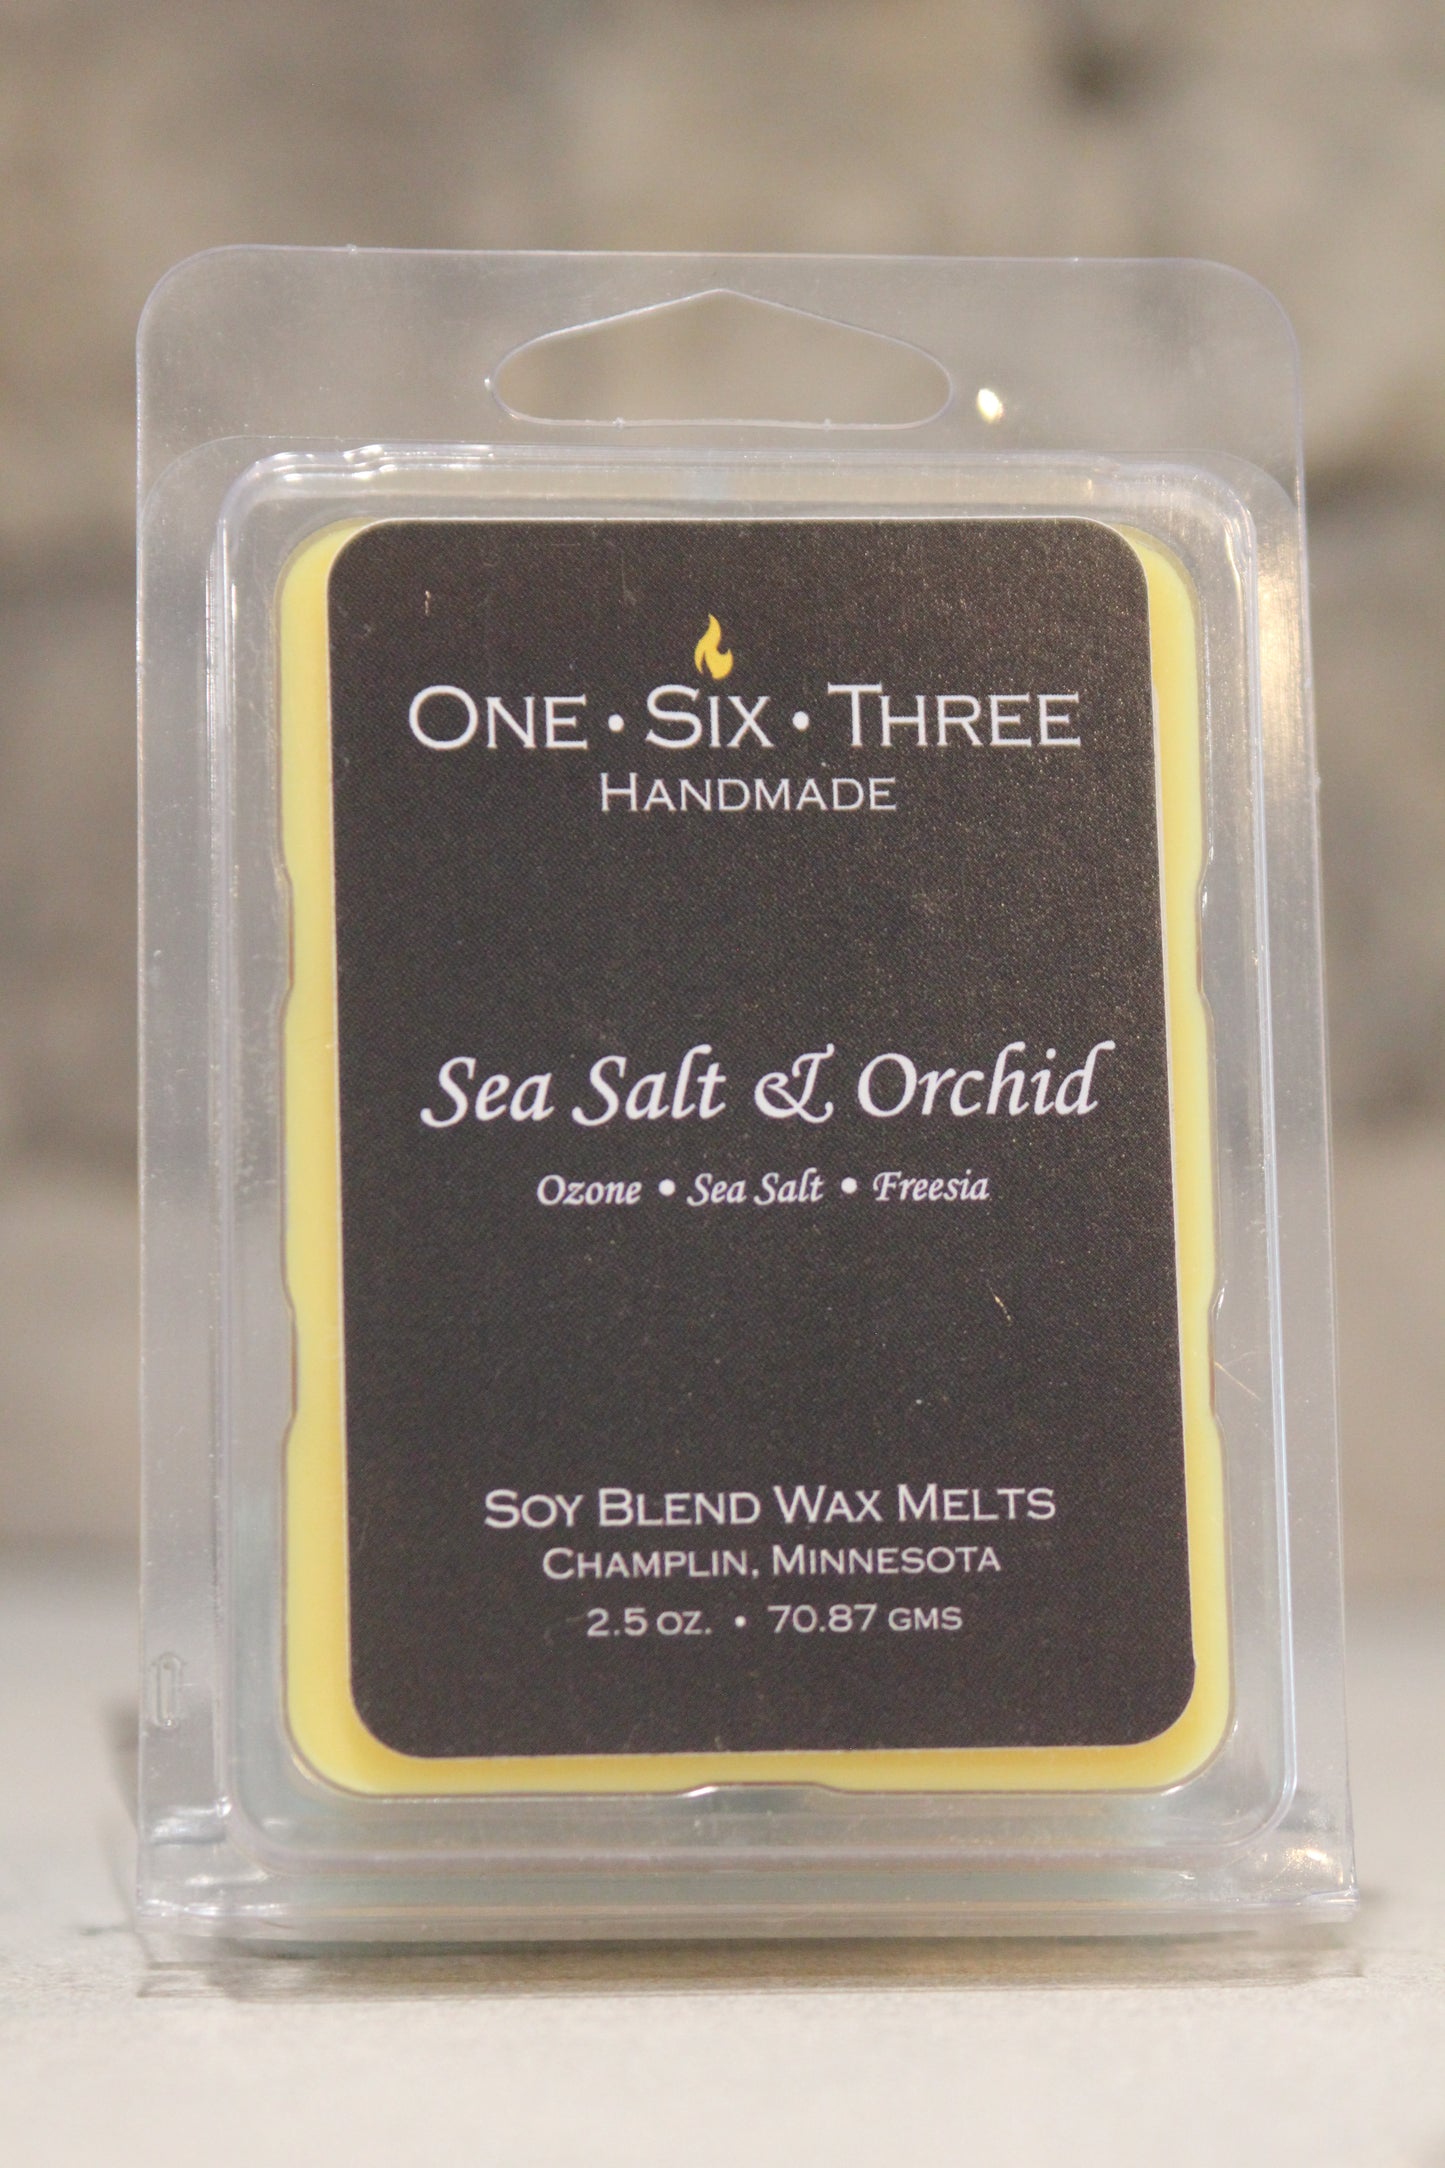 One • Six • Three
Handmade
Sea Salt & Orchid
Ozone • Sea Salt • Freesia
Soy Blend Wax Melts
Champlin, Minnesota
2.5 oz. • 70.87 gms